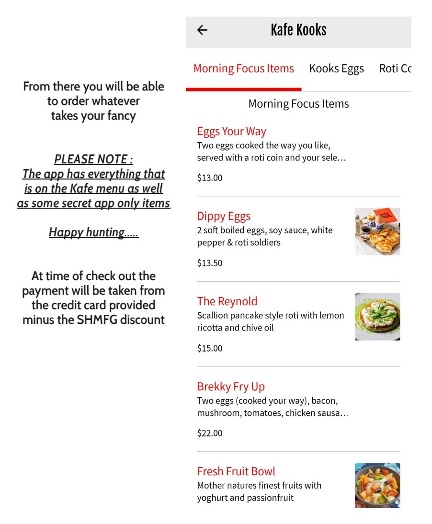 From there you will be able
to order whatever
takes your fancy
PLEASE NOTE :
The app has everything that
is on the Kafe menu as well
as some secret app only items
Happy hunting.....
At time of check out the
payment will be taken from
the credit card provided
minus the SHMFG discount
Kafe Kooks
Morning Focus Items Kooks Eggs Roti Co
Morning Focus Items
Eggs Your Way
Two eggs cooked the way you like,
served with a roti coin and your sele...
$13.00
Dippy Eggs
2 soft boiled eggs, soy sauce, white
pepper & roti soldiers
$13.50
The Reynold
Scallion pancake style roti with lemon
ricotta and chive oil
$15.00
Brekky Fry Up
Two eggs (cooked your way), bacon,
mushroom, tomatoes, chicken sausa...
$22.00
Fresh Fruit Bowl
Mother natures finest fruits with
yoghurt and passionfruit